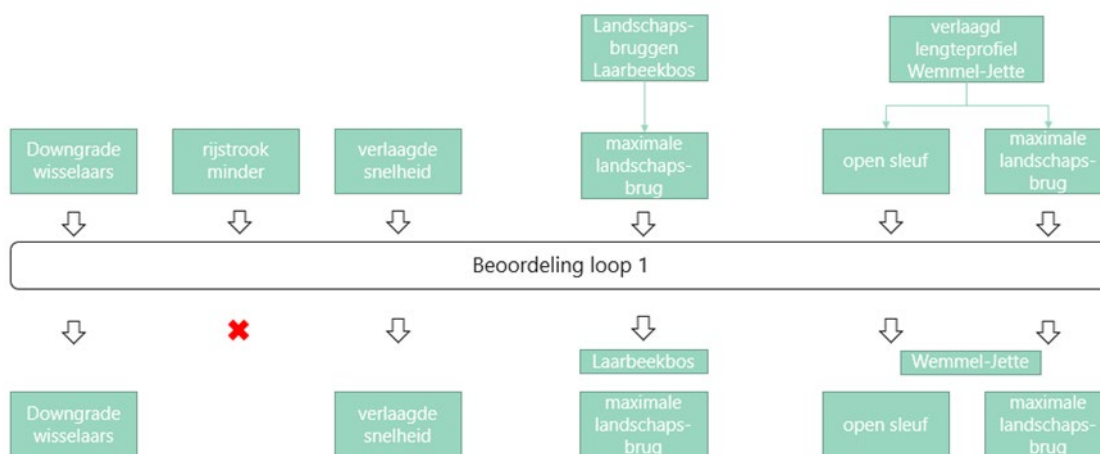 Landschaps-
bruggen
Laarbeekbos
verlaagd
lengteprofiel
Wemmel-Jette
Downgrade
wisselaars
rijstrook
minder
verlaagde
snelheid
maximale
landschaps-
brug
open sleuf
maximale
landschaps-
brug
Beoordeling loop 1
Laarbeekbos
Wemmel-Jette
Downgrade
wisselaars
verlaagde
snelheid
maximale
landschaps-
brug
open sleuf
maximale
landschaps-
brug